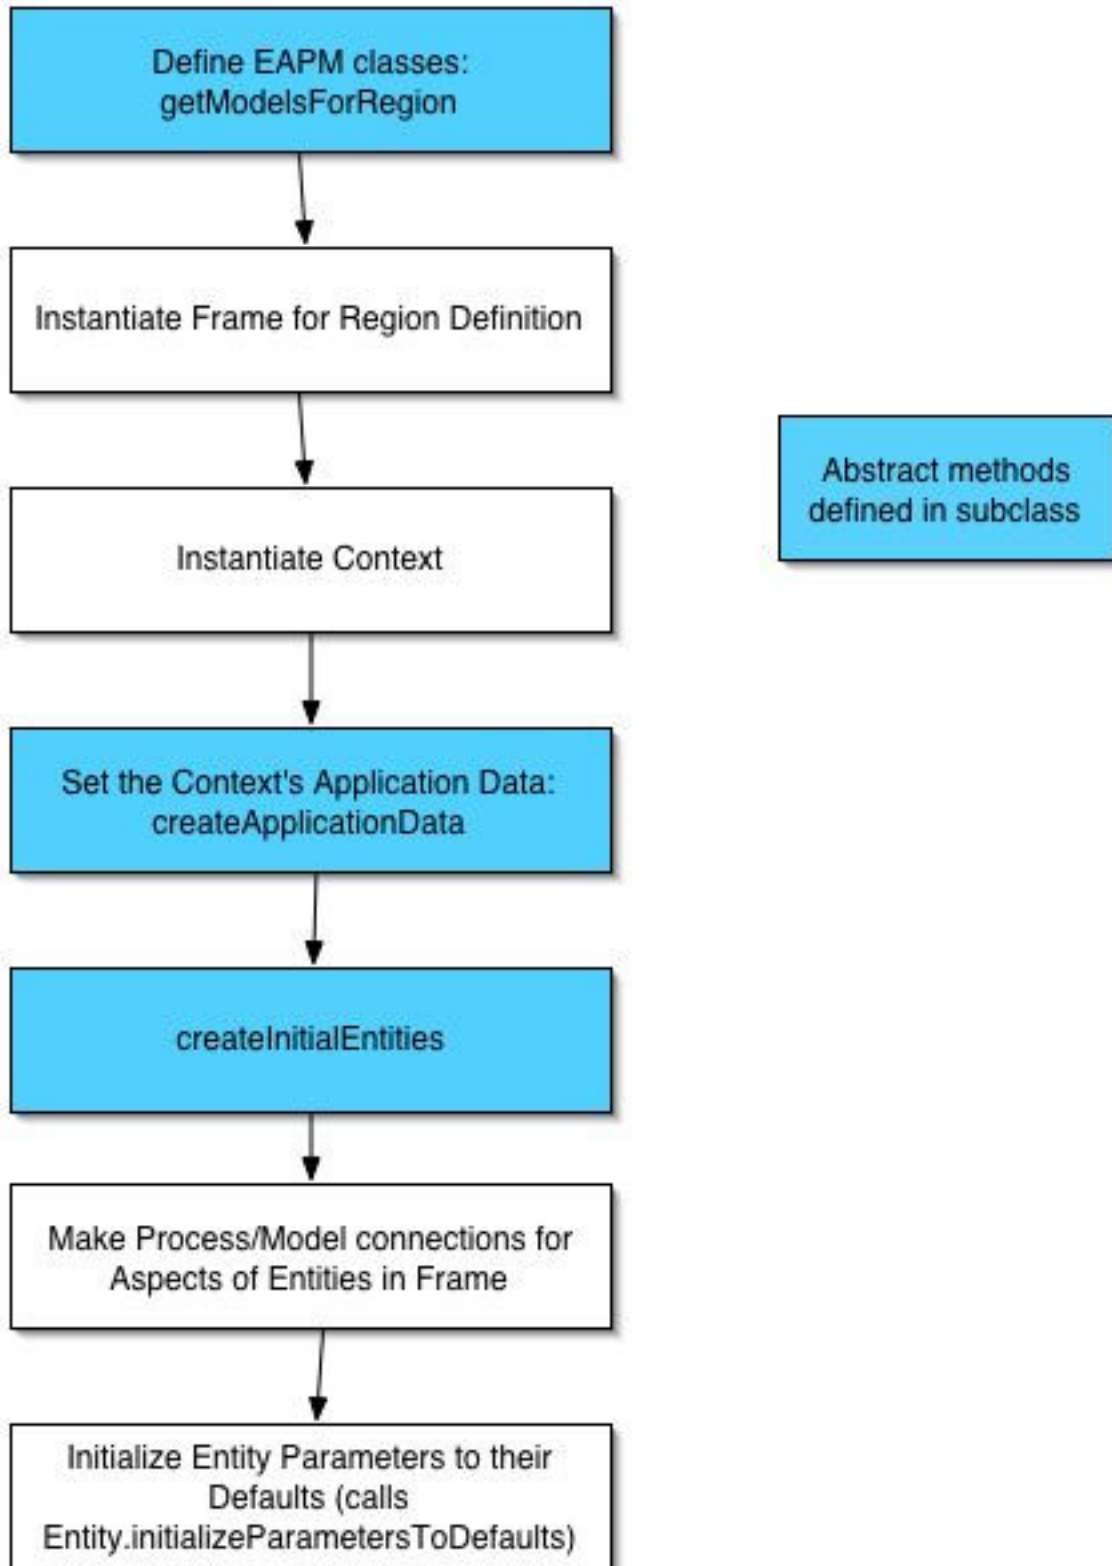 Define EAPM classes:
getModelsForRegion
Instantiate Frame for Region Definition
Instantiate Context
Abstract methods
defined in subclass
Set the Context's Application Data:
createApplicationData
createInitialEntities
Make Process/Model connections for
Aspects of Entities in Frame
Initialize Entity Parameters to their
Defaults (calls
Entity.initializeParametersToDefaults)